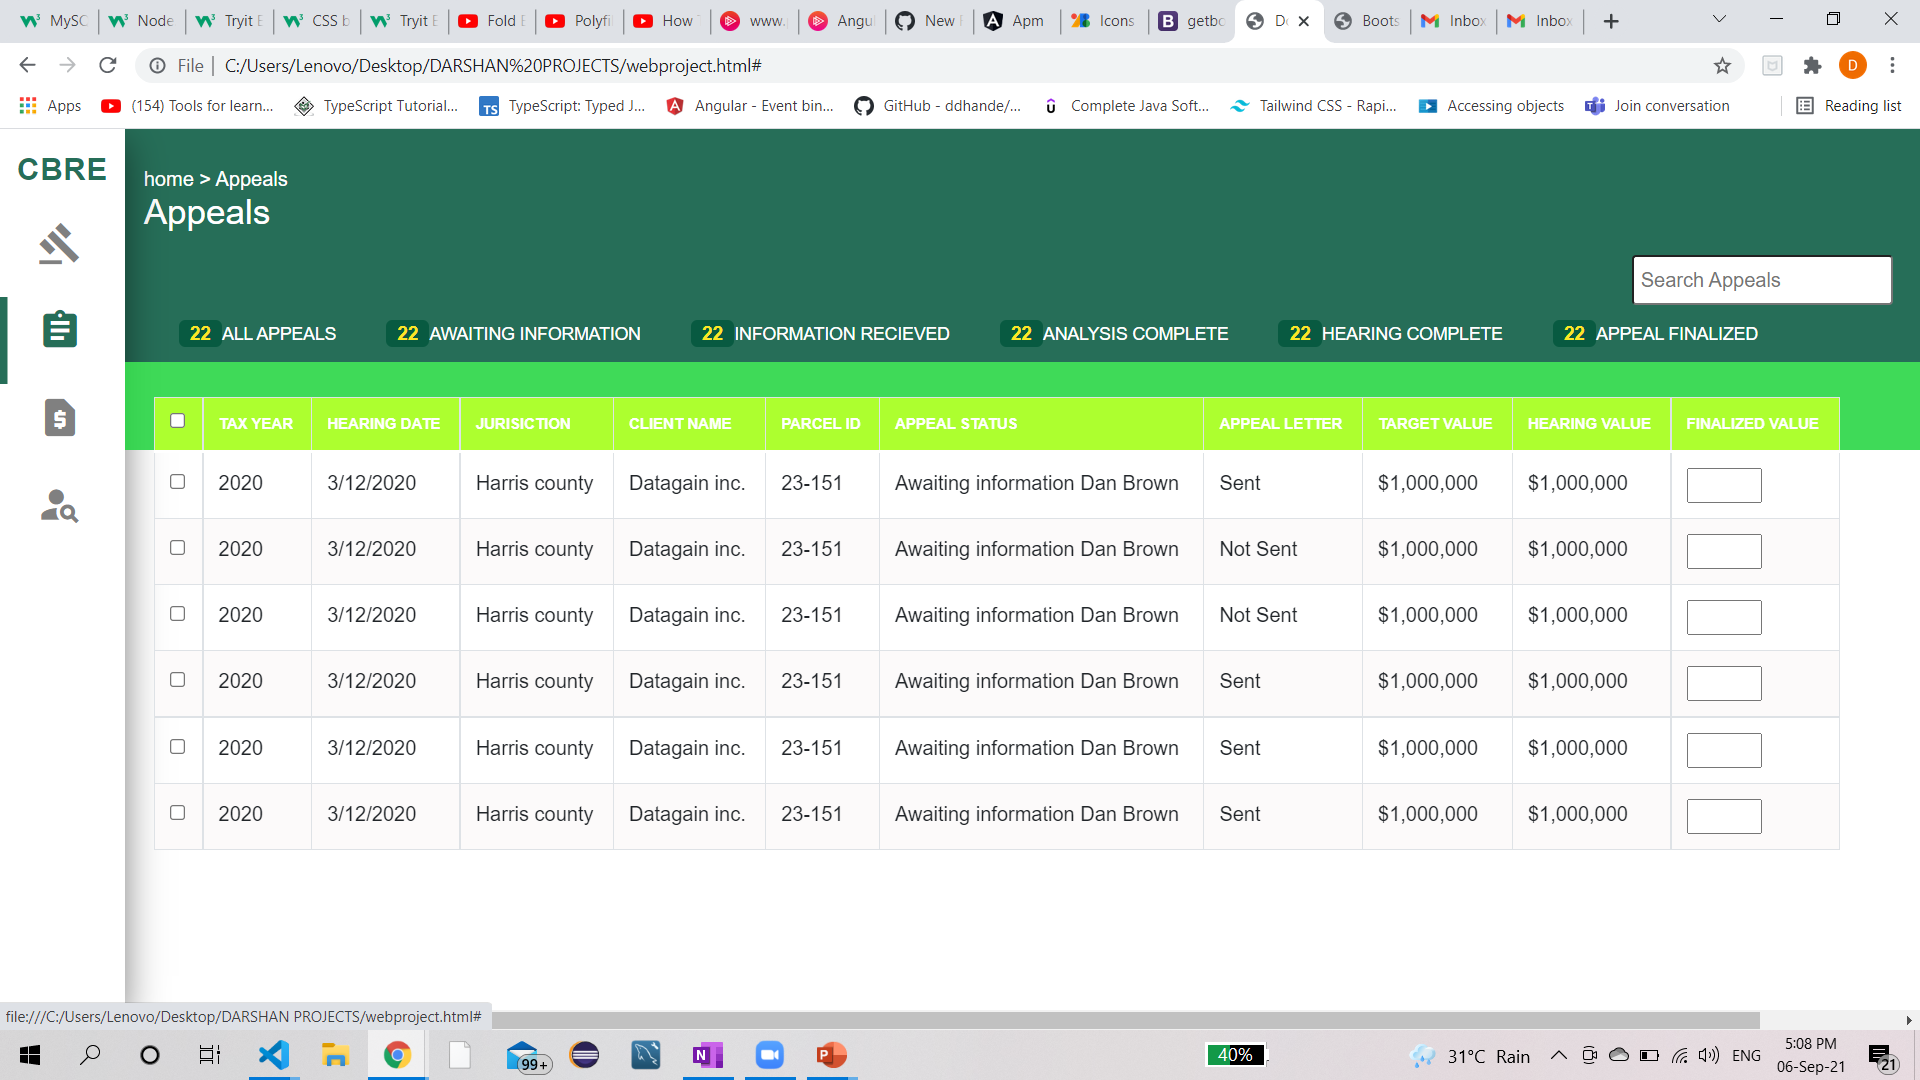 MySC Node Tryit E CSS b Tryit E Fold E Polyfi How www. Angul New Apm Icons getbo D Boots Inbox Inbox
File C:/Users/Lenovo/Desktop/DARSHAN%20PROJECTS/webproject.html# D
Apps (154) Tools for learn... TypeScript Tutorial... TypeScript: Typed J... Angular - Event bin... GitHub - ddhande/... Complete Java Soft... Tailwind CSS - Rapi... Accessing objects Join conversation Reading list
CBRE
home > Appeals
Appeals
Search Appeals
22 ALL APPEALS 22 AWAITING INFORMATION 22 INFORMATION RECIEVED 22 ANALYSIS COMPLETE 22 HEARING COMPLETE 22 APPEAL FINALIZED
TAX YEAR HEARING DATE JURISICTION CLIENT NAME PARCEL ID APPEAL STATUS APPEAL LETTER TARGET VALUE HEARING VALUE FINALIZED VALUE
2020 3/12/2020 Harris county Datagain inc. 23-151 Awaiting information Dan Brown Sent $1,000,000 $1,000,000
2020 3/12/2020 Harris county Datagain inc. 23-151 Awaiting information Dan Brown Not Sent $1,000,000 $1,000,000
2020 3/12/2020 Harris county Datagain inc. 23-151 Awaiting information Dan Brown Not Sent $1,000,000 $1,000,000
2020 3/12/2020 Harris county Datagain inc. 23-151 Awaiting information Dan Brown Sent $1,000,000 $1,000,000
2020 3/12/2020 Harris county Datagain inc. 23-151 Awaiting information Dan Brown Sent $1,000,000 $1,000,000
2020 3/12/2020 Harris county Datagain inc. 23-151 Awaiting information Dan Brown Sent $1,000,000 $1,000,000
file:///C:/Users/Lenovo/Desktop/DARSHAN PROJECTS/webproject.html#
99+ 40% 31°C Rain ENG 5:08 PM
06-Sep-21 21